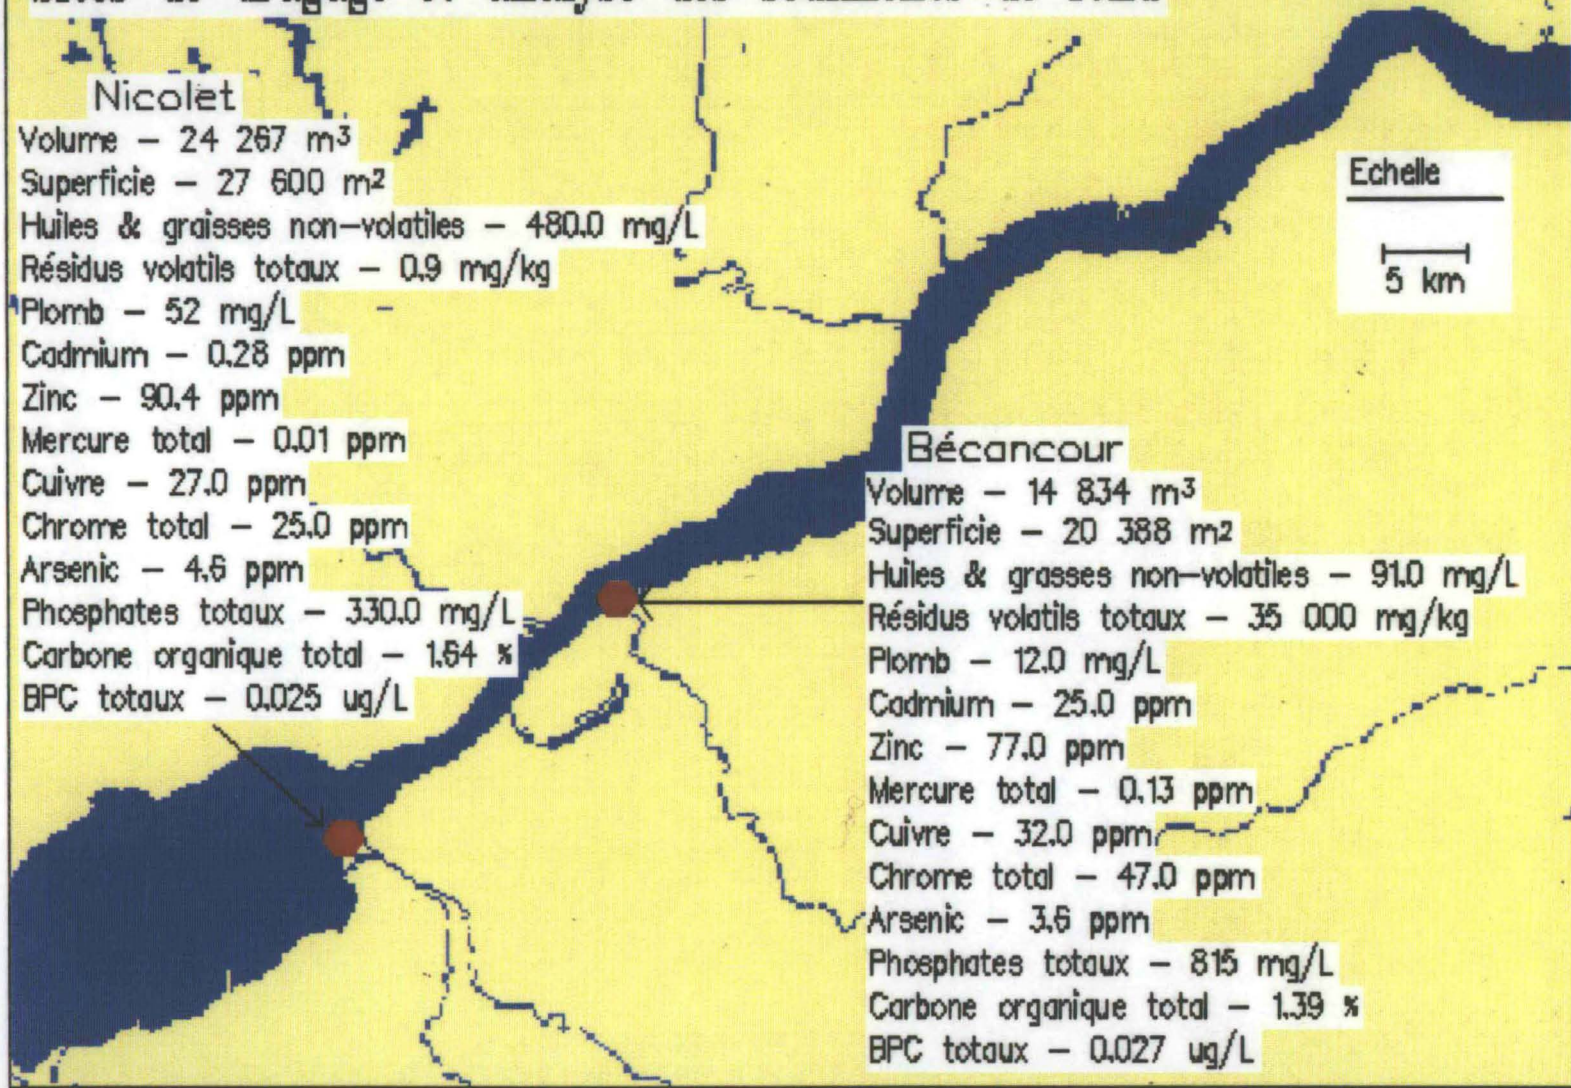 Nicolet
Volume – 24 267 m³
Superficie – 27 600 m²
Huiles & graisses non-volatiles – 480.0 mg/L
Résidus volatils totaux – 0.9 mg/kg
Plomb – 52 mg/L
Cadmium – 0.28 ppm
Zinc – 90.4 ppm
Mercure total – 0.01 ppm
Cuivre – 27.0 ppm
Chrome total – 25.0 ppm
Arsenic – 4.6 ppm
Phosphates totaux – 330.0 mg/L
Carbone organique total – 1.64 %
BPC totaux – 0.025 ug/L
Echelle
5 km
Bécancour
Volume – 14 834 m³
Superficie – 20 388 m²
Huiles & grasses non-volatiles – 91.0 mg/L
Résidus volatils totaux – 35 000 mg/kg
Plomb – 12.0 mg/L
Cadmium – 25.0 ppm
Zinc – 77.0 ppm
Mercure total – 0.13 ppm
Cuivre – 32.0 ppm
Chrome total – 47.0 ppm
Arsenic – 3.6 ppm
Phosphates totaux – 815 mg/L
Carbone organique total – 1.39 %
BPC totaux – 0.027 ug/L